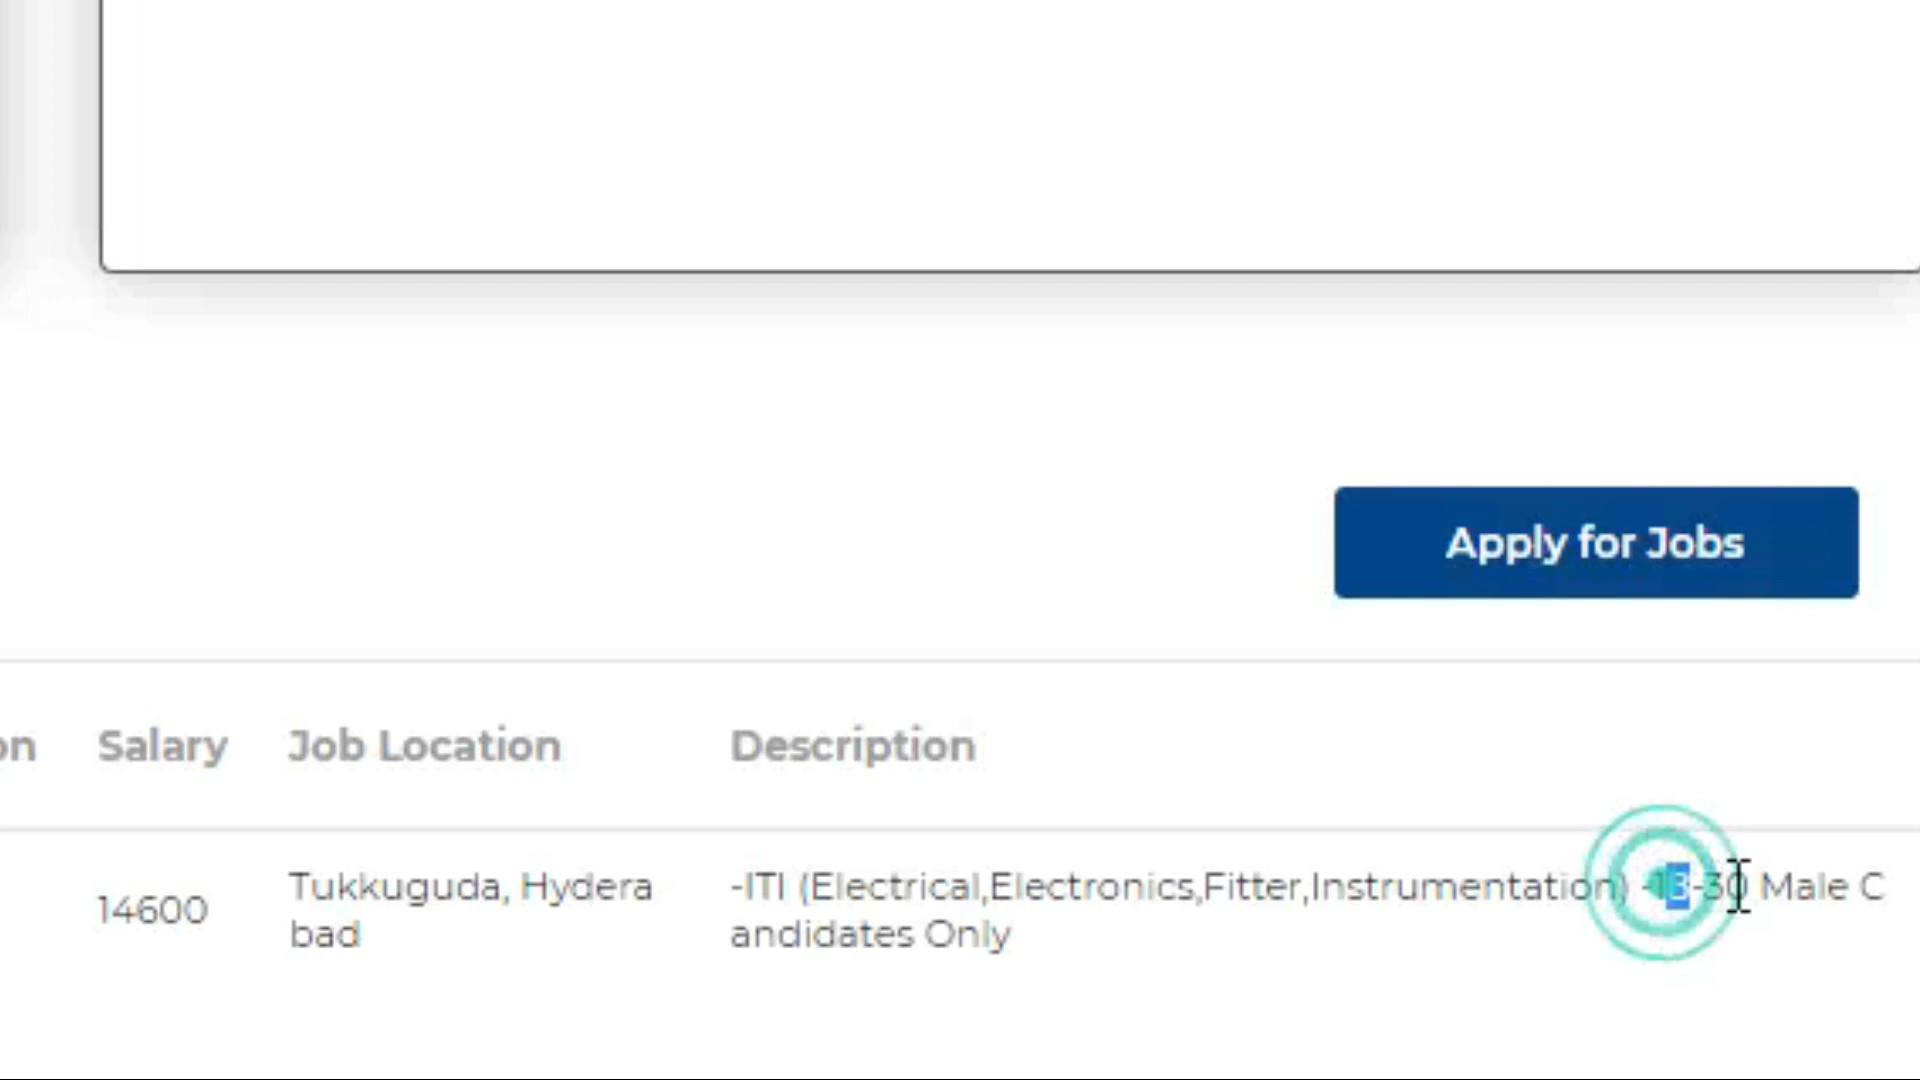 Apply for Jobs
on Salary Job Location Description
14600
Tukkuguda, Hydera
bad
-ITI (Electrical,Electronics,Fitter,Instrumentation) -18-30 Male C
andidates Only